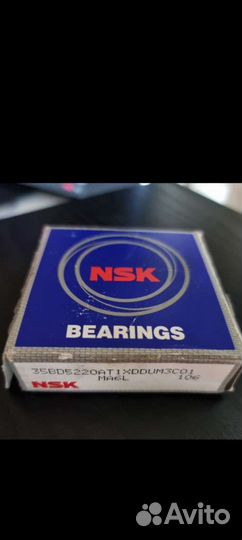 NSK
BEARINGS
35BD5220AT1XDDUM3C01
NSK MA6L 106
Avito